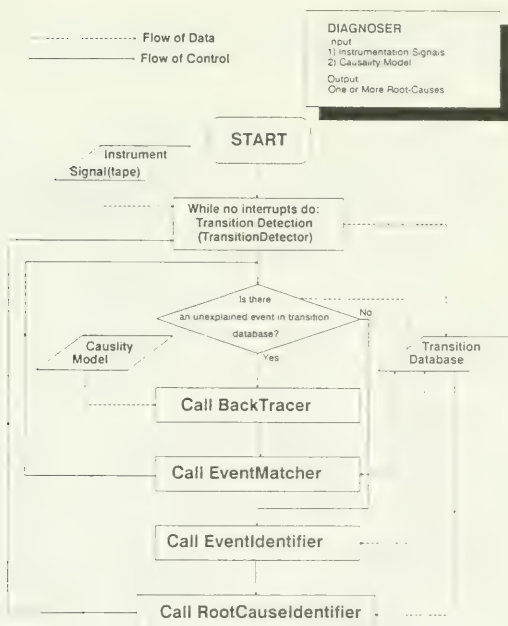 Flow of Data
Flow of Control
DIAGNOSER
Input
1) Instrumentation Signals
2) Causality Model
Output
One or More Root-Causes
START
Instrument
Signal(tape)
While no interrupts do:
Transition Detection
(TransitionDetector)
Is there
an unexplained event in transition
database?
No
Yes
Causlity
Model
Transition
Database
Call BackTracer
Call EventMatcher
Call EventIdentifier
Call RootCauseIdentifier